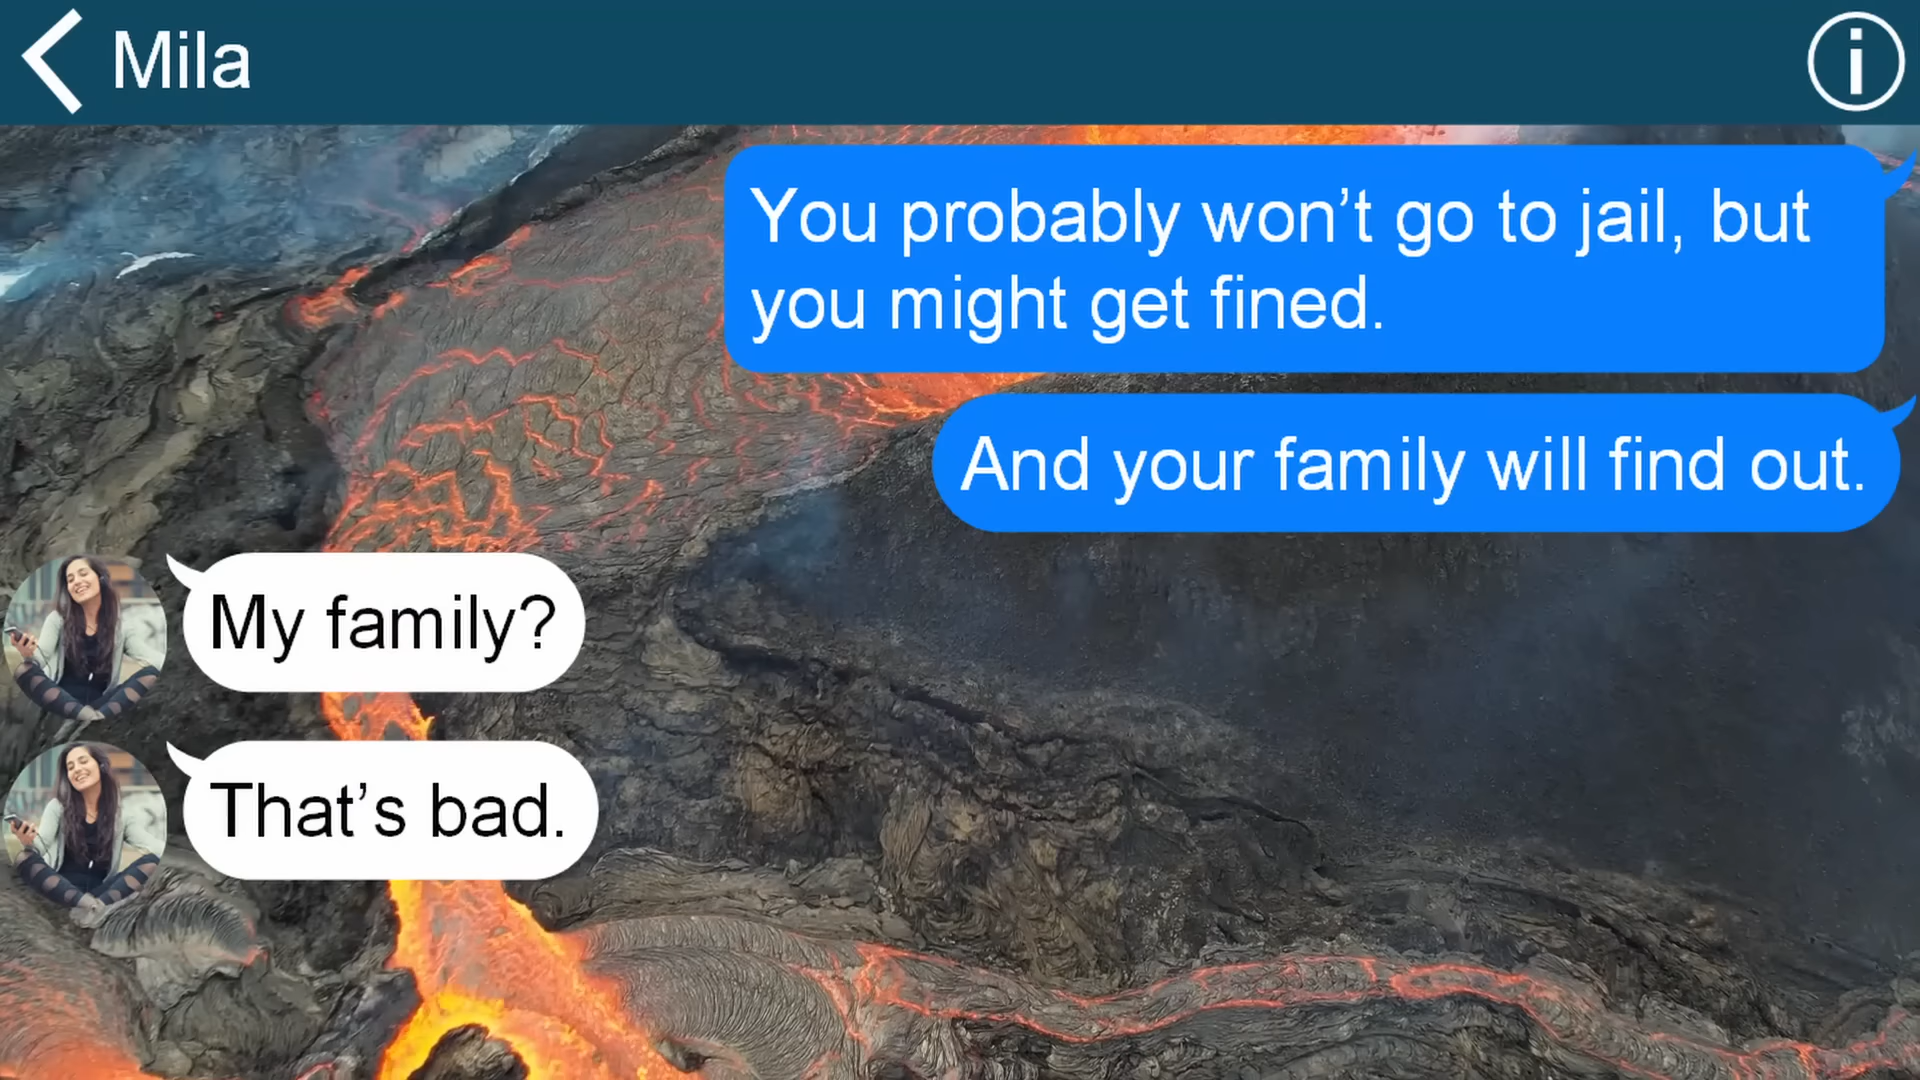 Mila
You probably won’t go to jail, but
you might get fined.
And your family will find out.
My family?
That’s bad.